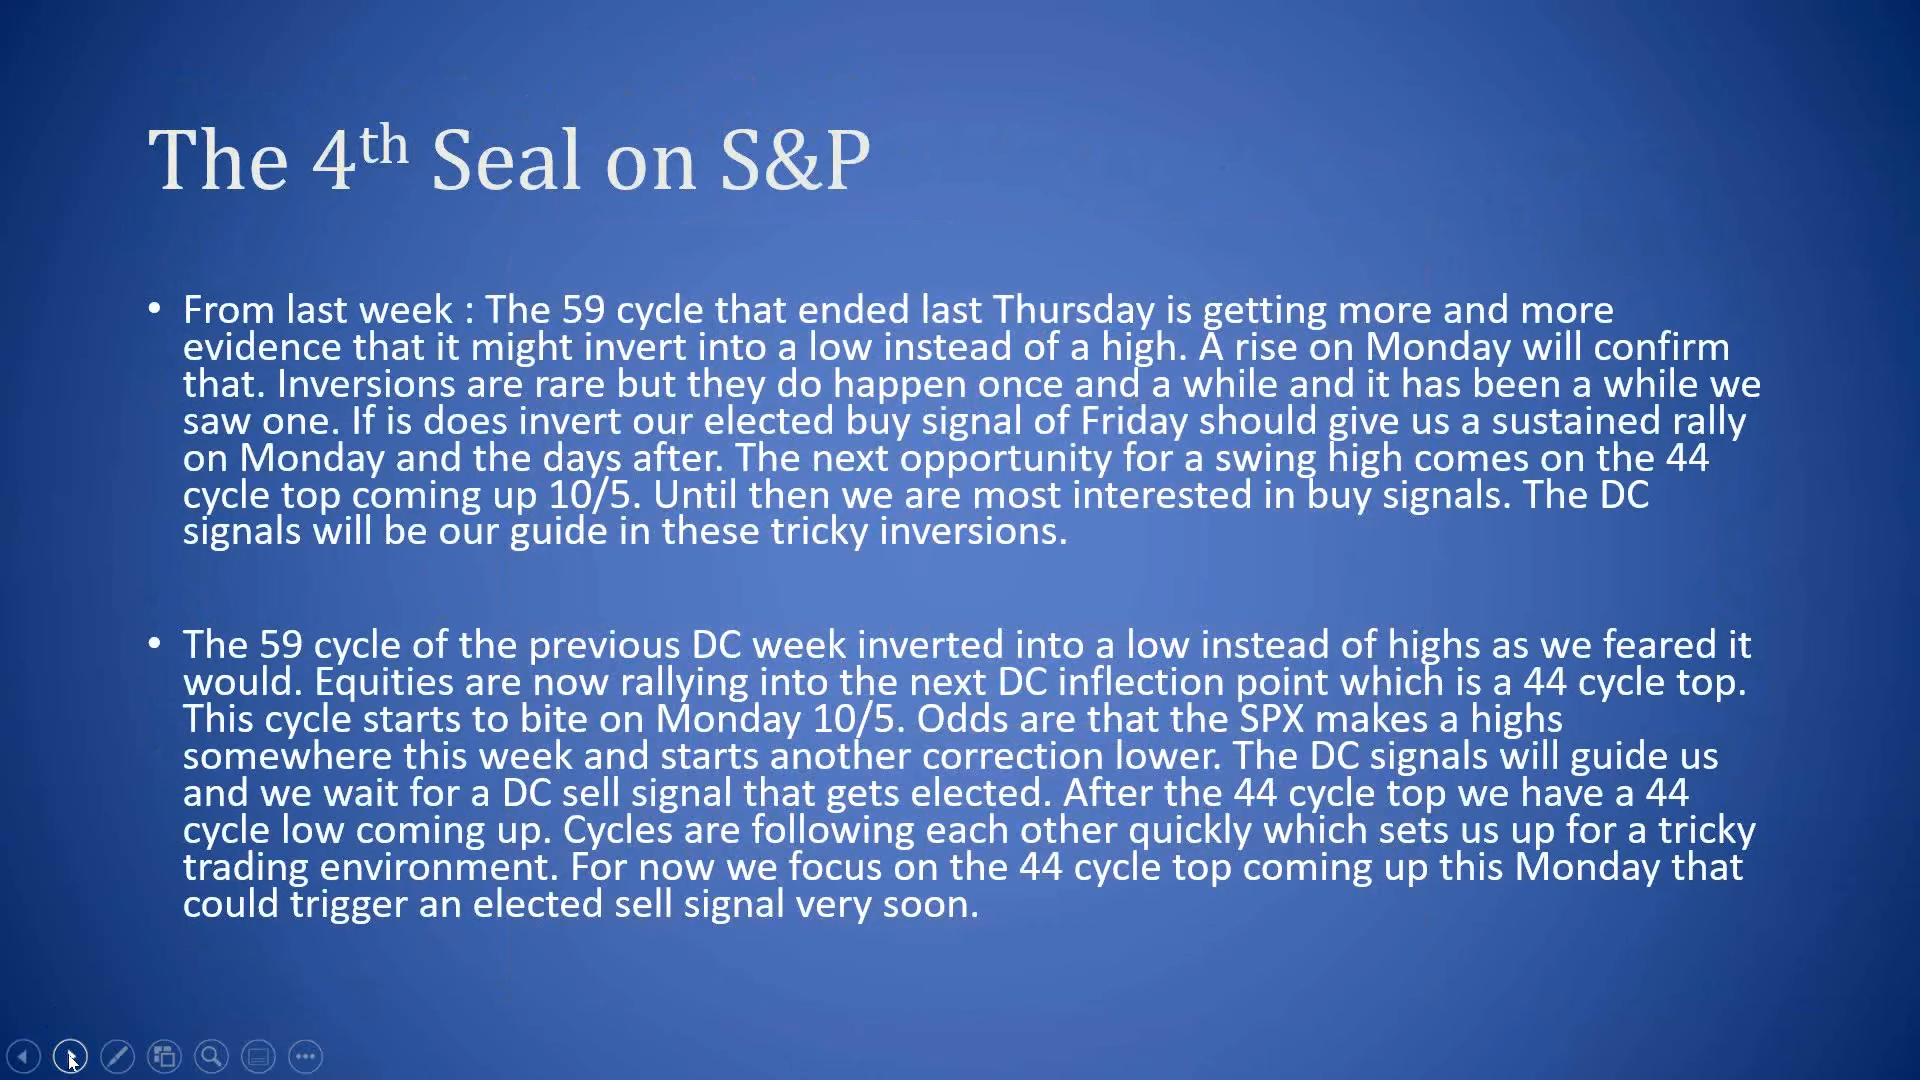 The 4th Seal on S&P
• From last week : The 59 cycle that ended last Thursday is getting more and more
evidence that it might invert into a low instead of a high. A rise on Monday will confirm
that. Inversions are rare but they do happen once and a while and it has been a while we
saw one. If is does invert our elected buy signal of Friday should give us a sustained rally
on Monday and the days after. The next opportunity for a swing high comes on the 44
cycle top coming up 10/5. Until then we are most interested in buy signals. The DC
signals will be our guide in these tricky inversions.
• The 59 cycle of the previous DC week inverted into a low instead of highs as we feared it
would. Equities are now rallying into the next DC inflection point which is a 44 cycle top.
This cycle starts to bite on Monday 10/5. Odds are that the SPX makes a highs
somewhere this week and starts another correction lower. The DC signals will guide us
and we wait for a DC sell signal that gets elected. After the 44 cycle top we have a 44
cycle low coming up. Cycles are following each other quickly which sets us up for a tricky
trading environment. For now we focus on the 44 cycle top coming up this Monday that
could trigger an elected sell signal very soon.